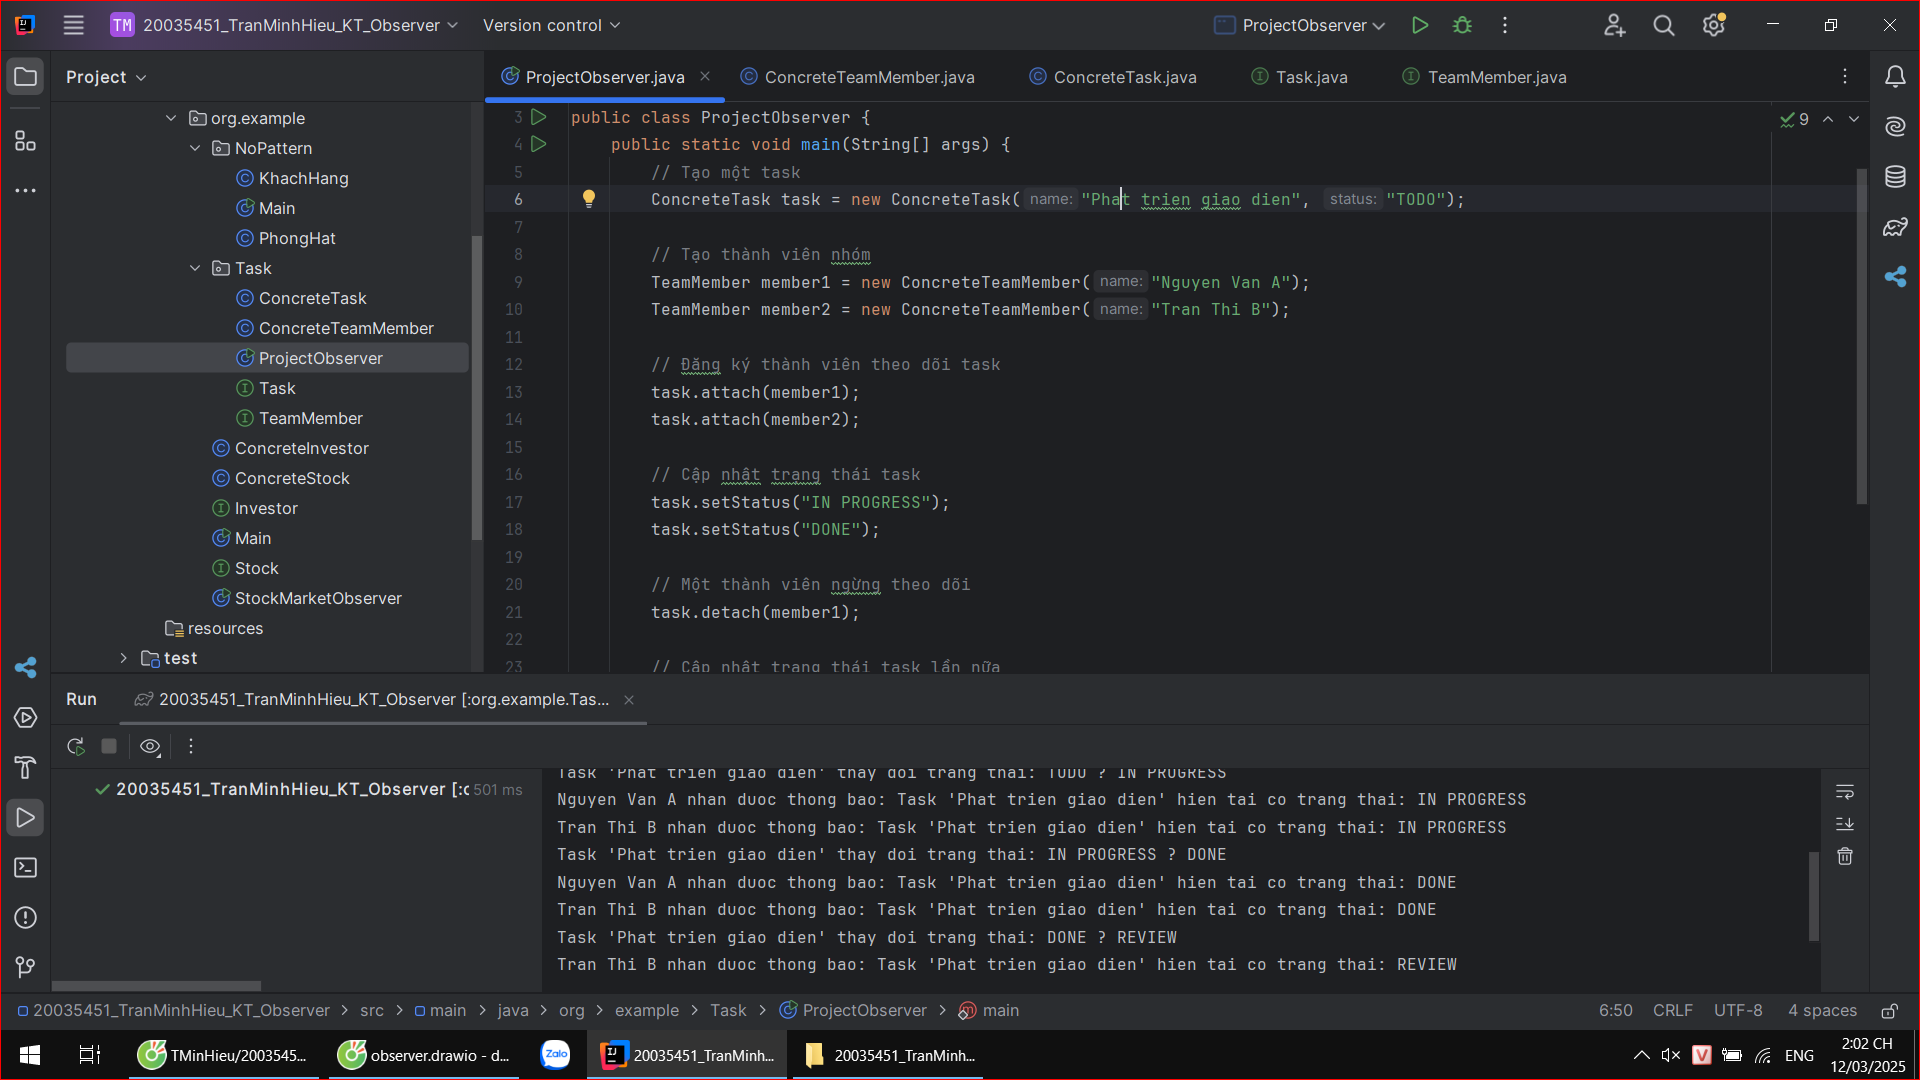 TM 20035451_TranMinhHieu_KT_Observer Version control ProjectObserver
Project
ProjectObserver.java ConcreteTeamMember.java ConcreteTask.java Task.java TeamMember.java
org.example
NoPattern
KhachHang
Main
PhongHat
Task
ConcreteTask
ConcreteTeamMember
ProjectObserver
Task
TeamMember
ConcreteInvestor
ConcreteStock
Investor
Main
Stock
StockMarketObserver
resources
test
9
3 public class ProjectObserver {
4 public static void main(String[] args) {
5 // Tạo một task
6 ConcreteTask task = new ConcreteTask( name: "Phat trien giao dien", status: "TODO");
7
8 // Tạo thành viên nhóm
9 TeamMember member1 = new ConcreteTeamMember( name: "Nguyen Van A");
10 TeamMember member2 = new ConcreteTeamMember( name: "Tran Thi B");
11
12 // Đăng ký thành viên theo dõi task
13 task.attach(member1);
14 task.attach(member2);
15
16 // Cập nhật trạng thái task
17 task.setStatus("IN PROGRESS");
18 task.setStatus("DONE");
19
20 // Một thành viên ngừng theo dõi
21 task.detach(member1);
22
23 // Cập nhật trạng thái task lần nữa
Run 20035451_TranMinhHieu_KT_Observer [:org.example.Tas...
20035451_TranMinhHieu_KT_Observer [:c 501 ms
Task 'Phat trien giao dien' thay doi trang thai: TODO ? IN PROGRESS
Nguyen Van A nhan duoc thong bao: Task 'Phat trien giao dien' hien tai co trang thai: IN PROGRESS
Tran Thi B nhan duoc thong bao: Task 'Phat trien giao dien' hien tai co trang thai: IN PROGRESS
Task 'Phat trien giao dien' thay doi trang thai: IN PROGRESS ? DONE
Nguyen Van A nhan duoc thong bao: Task 'Phat trien giao dien' hien tai co trang thai: DONE
Tran Thi B nhan duoc thong bao: Task 'Phat trien giao dien' hien tai co trang thai: DONE
Task 'Phat trien giao dien' thay doi trang thai: DONE ? REVIEW
Tran Thi B nhan duoc thong bao: Task 'Phat trien giao dien' hien tai co trang thai: REVIEW
20035451_TranMinhHieu_KT_Observer > src > main > java > org > example > Task > ProjectObserver > main 6:50 CRLF UTF-8 4 spaces
TMinHieu/2003545... observer.drawio - d... Zalo 20035451_TranMinh... 20035451_TranMinh... ENG
2:02 CH
12/03/2025